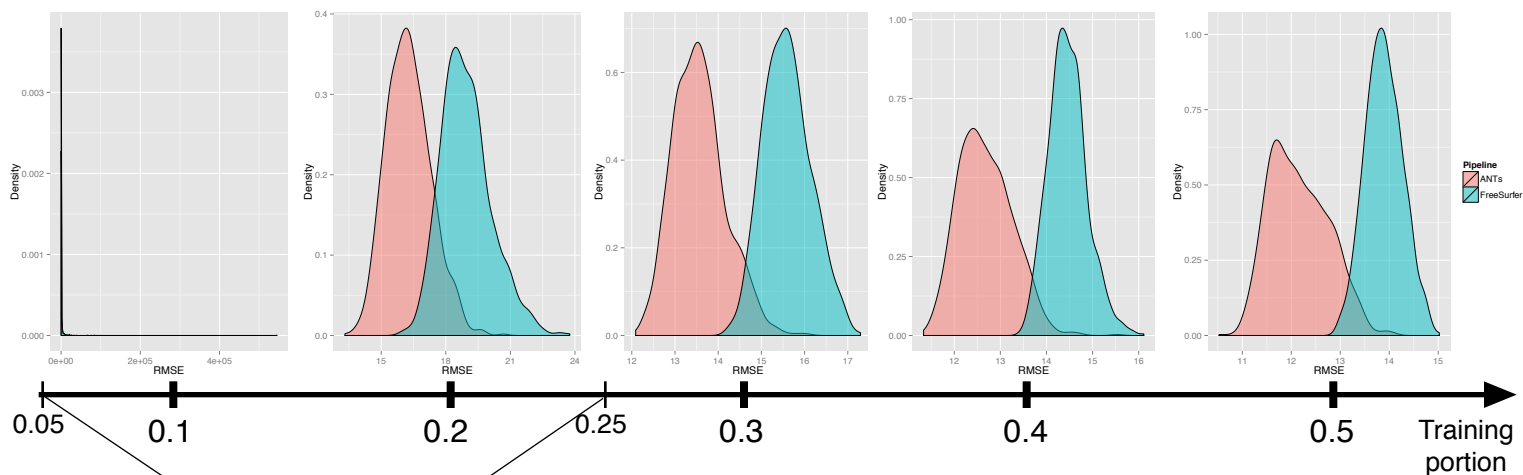 0.003
0.002
0.001
0.000
Density
0e+00 2e+05 4e+05
RMSE
0.4
0.3
0.2
0.1
0.0
Density
15 18 21 24
RMSE
0.6
0.4
0.2
0.0
Density
12 13 14 15 16 17
RMSE
1.00
0.75
0.50
0.25
0.00
Density
12 13 14 15 16
RMSE
1.00
0.75
0.50
0.25
0.00
Density
11 12 13 14 15
RMSE
Pipeline
ANTs
FreeSurfer
0.05 0.1 0.2 0.25 0.3 0.4 0.5 Training
portion